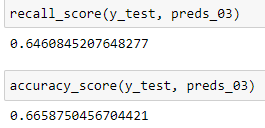 recall_score(y_test, preds_03)
0.6460845207648277
accuracy_score(y_test, preds_03)
0.6658750456704421